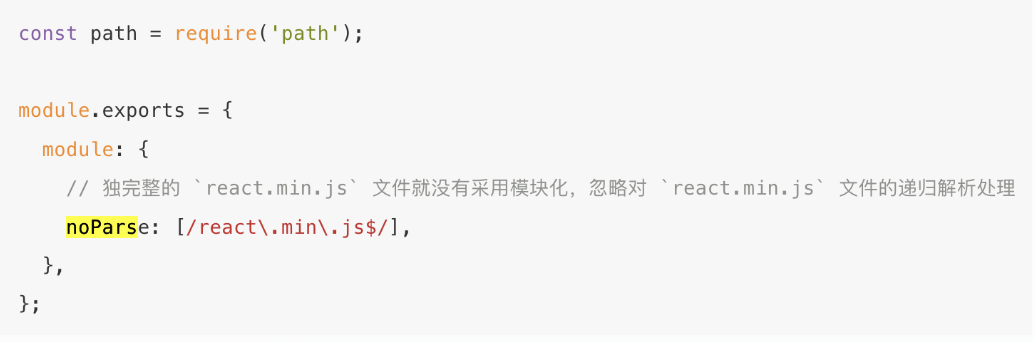 const path = require('path');
module.exports = {
module: {
// 独完整的 `react.min.js` 文件就没有采用模块化，忽略对 `react.min.js` 文件的递归解析处理
noParse: [/react\.min\.js$/],
},
};